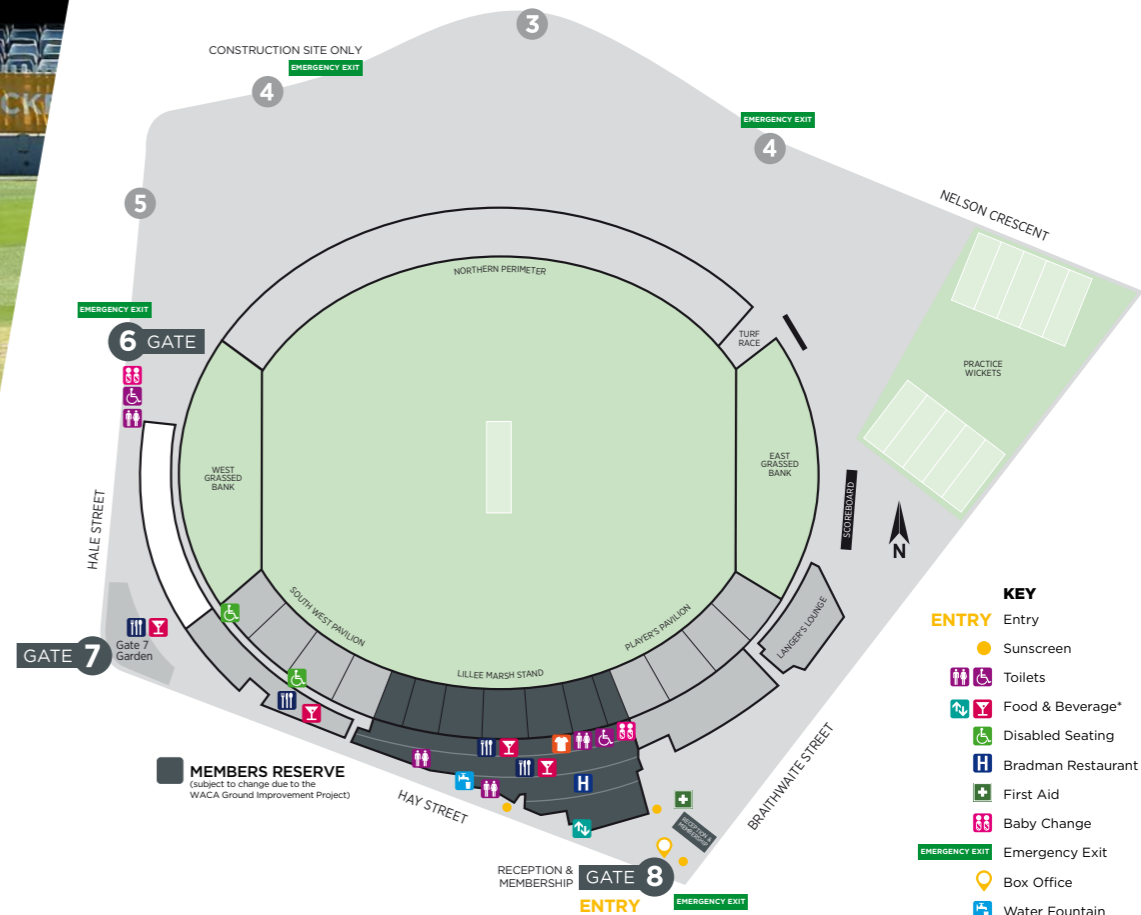 CK
3
CONSTRUCTION SITE ONLY
EMERGENCY EXIT
4
EMERGENCY EXIT
4
5
NELSON CRESCENT
NORTHERN PERIMETER
EMERGENCY EXIT
6 GATE
TURF
RACE
PRACTICE
WICKETS
WEST
GRASSED
BANK
EAST
GRASSED
BANK
HALE STREET
SCOREBOARD
N
SOUTH WEST PAVILION
PLAYER'S PAVILION
LANGER'S LOUNGE
GATE 7
Gate 7
Garden
LILLEE MARSH STAND
MEMBERS RESERVE
(subject to change due to the
WACA Ground Improvement Project)
HAY STREET
H
BRAITHWAITE STREET
RECEPTION &
MEMBERSHIP
RECEPTION &
MEMBERSHIP
GATE 8
ENTRY
EMERGENCY EXIT
KEY
ENTRY Entry
Sunscreen
Toilets
Food & Beverage*
Disabled Seating
H Bradman Restaurant
First Aid
Baby Change
EMERGENCY EXIT Emergency Exit
Box Office
Water Fountain